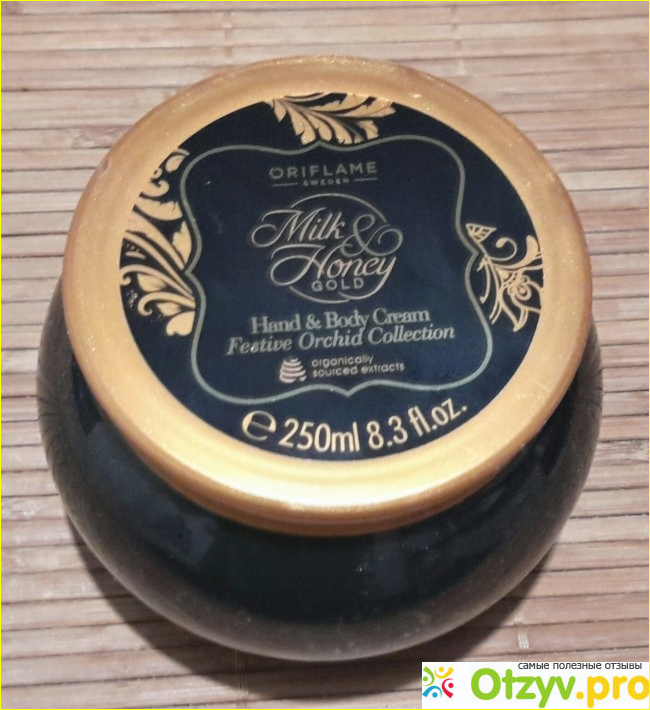 ORIFLAME
SWEDEN
Milk &
Honey
GOLD
Hand & Body Cream
Festive Orchid Collection
organically
sourced extracts
℮ 250ml 8.3 fl.oz.
самые полезные отзывы
Otzyv.pro